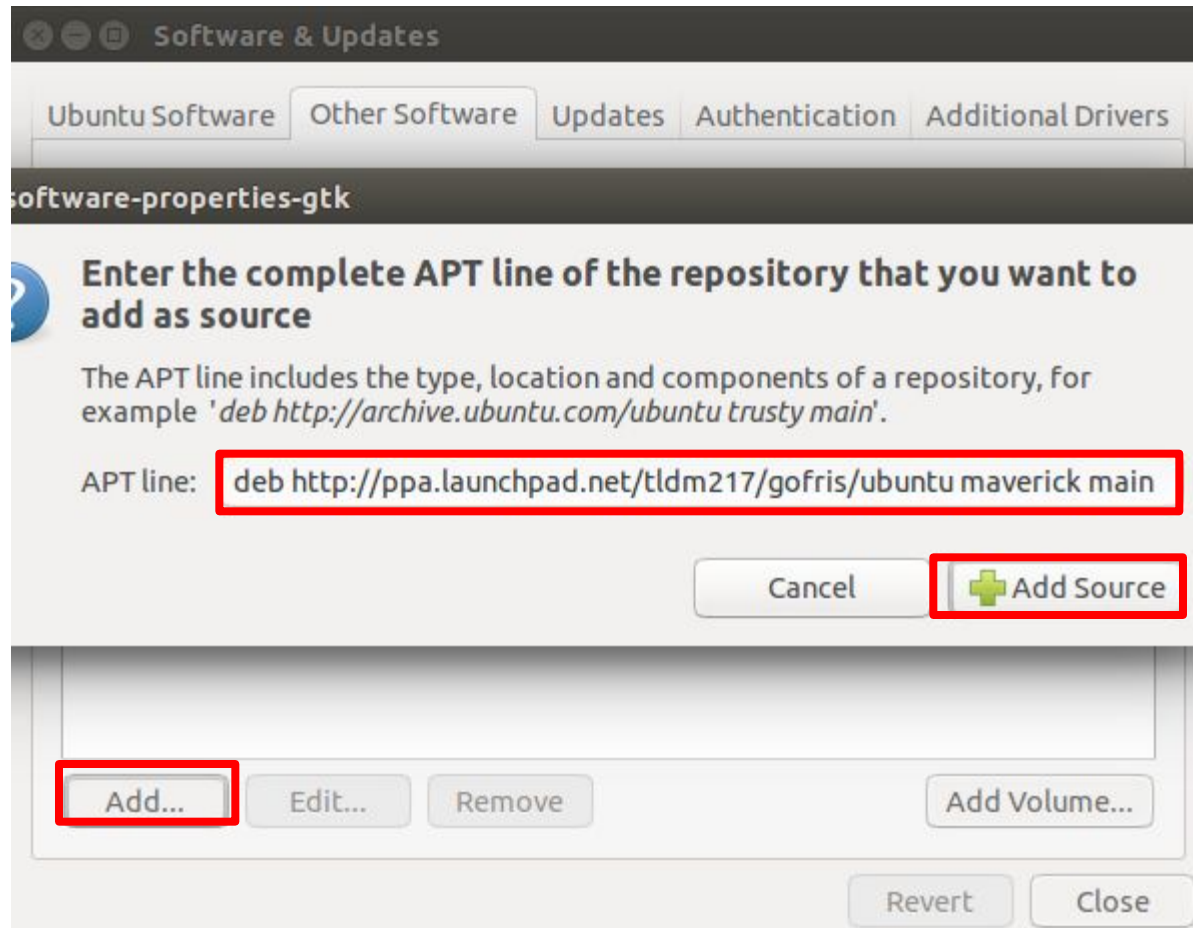 Software & Updates
Ubuntu Software Other Software Updates Authentication Additional Drivers
software-properties-gtk
Enter the complete APT line of the repository that you want to
add as source
The APT line includes the type, location and components of a repository, for
example 'deb http://archive.ubuntu.com/ubuntu trusty main'.
APT line: deb http://ppa.launchpad.net/tldm217/gofris/ubuntu maverick main
Cancel Add Source
Add... Edit... Remove Add Volume...
Revert Close